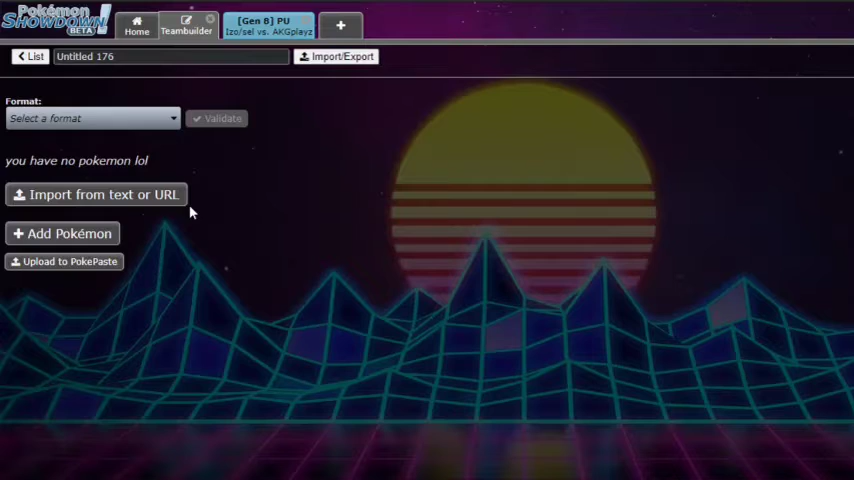 Pokémon
SHOWDOWN!
BETA
Home
Teambuilder
[Gen 8] PU
Izo/sel vs. AKGplayz
List
Untitled 176
Import/Export
Format:
Select a format
Validate
you have no pokemon lol
Import from text or URL
Add Pokémon
Upload to PokePaste